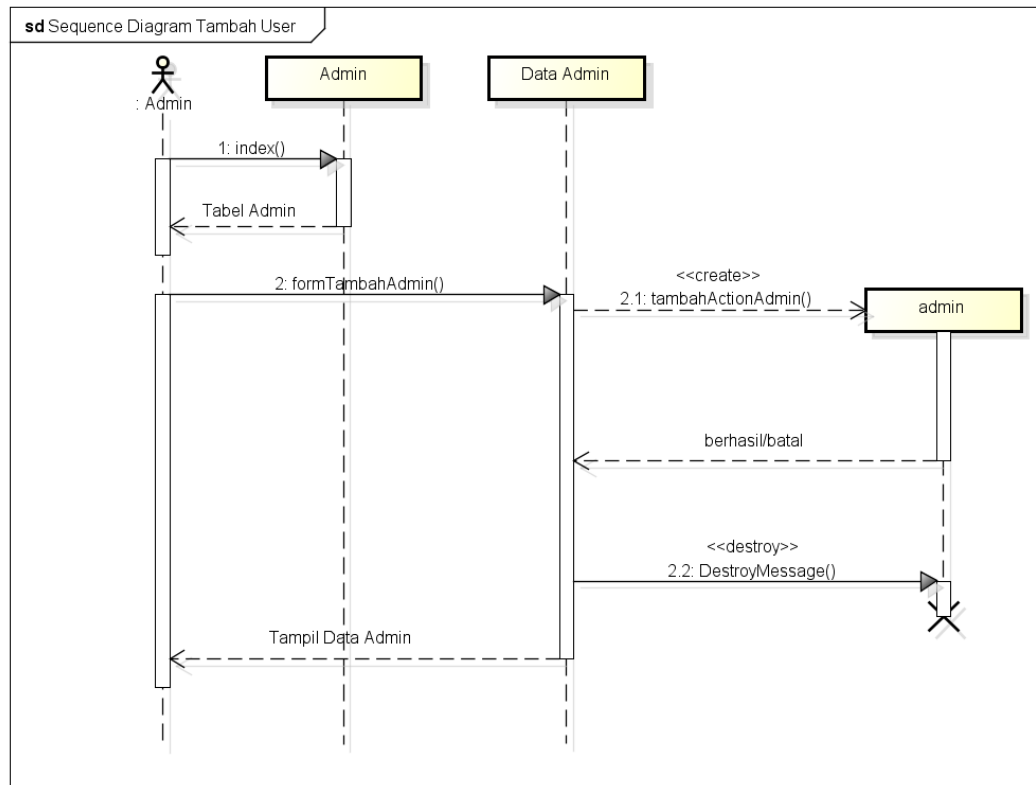 sd Sequence Diagram Tambah User
: Admin
Admin
Data Admin
1: index()
Tabel Admin
2: formTambahAdmin()
<<create>>
2.1: tambahActionAdmin()
admin
berhasil/batal
<<destroy>>
2.2: DestroyMessage()
Tampil Data Admin